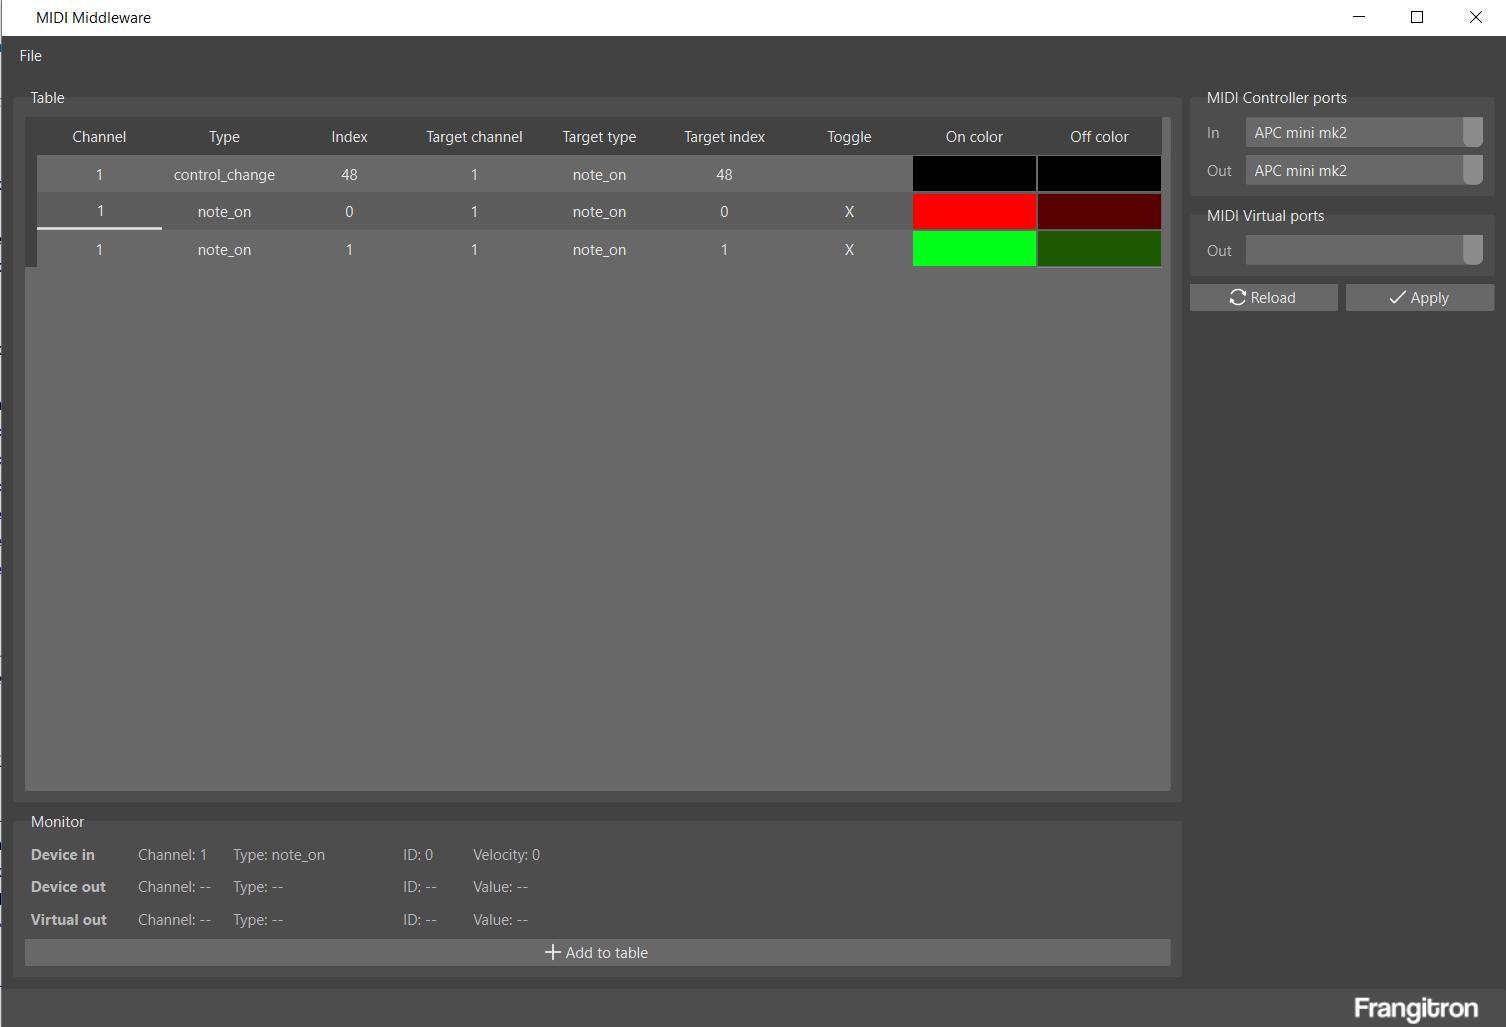 MIDI Middleware
File
Table
Channel Type Index Target channel Target type Target index Toggle On color Off color
1 control_change 48 1 note_on 48
1 note_on 0 1 note_on 0 X
1 note_on 1 1 note_on 1 X
MIDI Controller ports
In APC mini mk2
Out APC mini mk2
MIDI Virtual ports
Out
Reload Apply
Monitor
Device in Channel: 1 Type: note_on ID: 0 Velocity: 0
Device out Channel: -- Type: -- ID: -- Value: --
Virtual out Channel: -- Type: -- ID: -- Value: --
Add to table
Frangitron